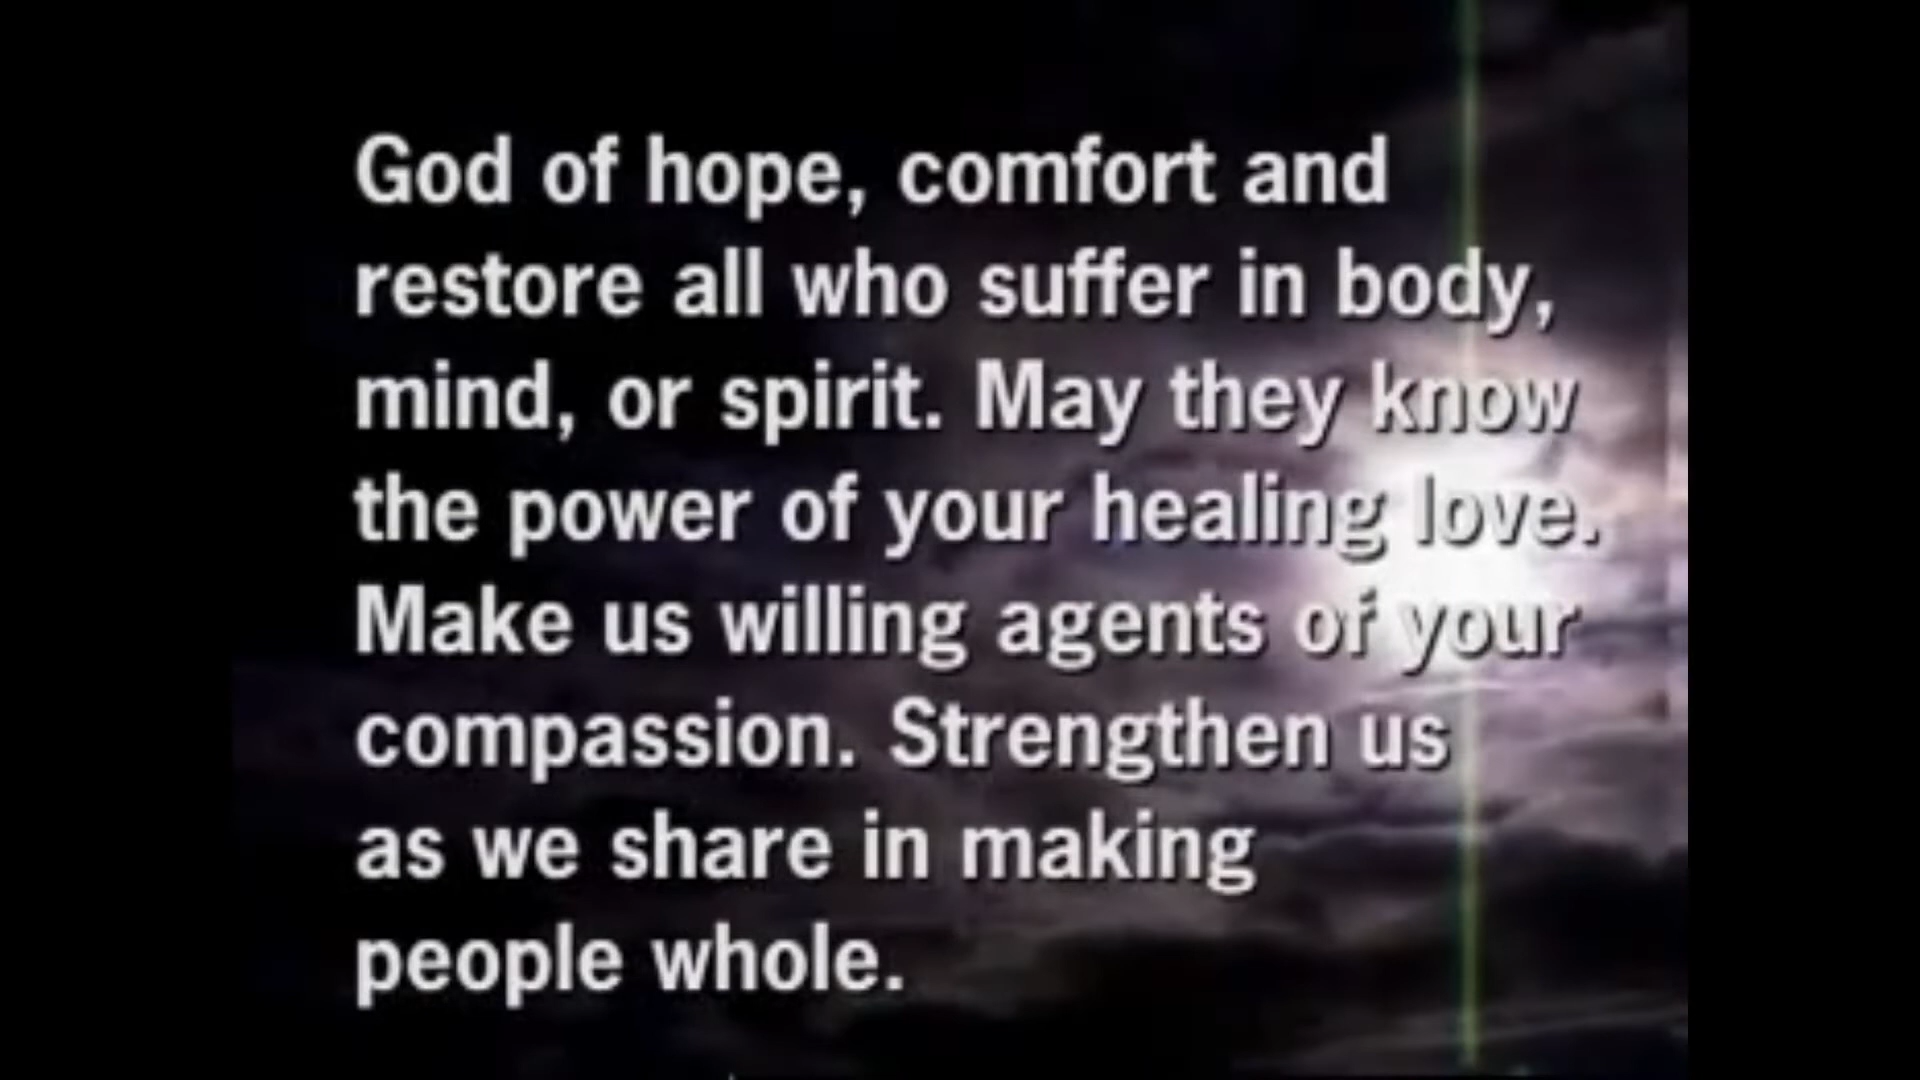 God of hope, comfort and
restore all who suffer in body,
mind, or spirit. May they know
the power of your healing love.
Make us willing agents of your
compassion. Strengthen us
as we share in making
people whole.